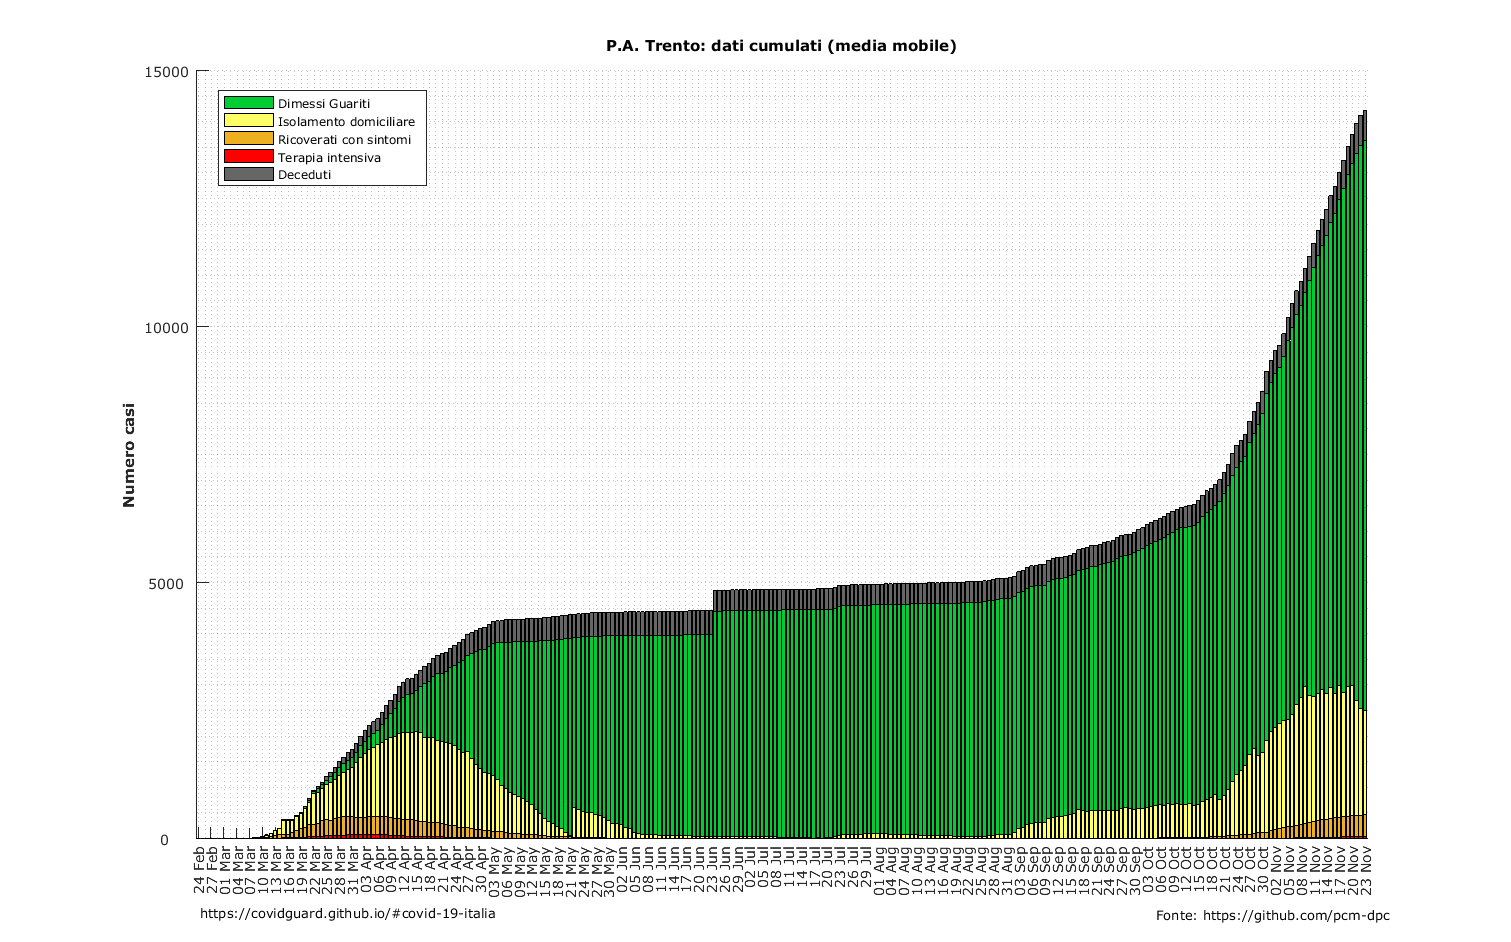 P.A. Trento: dati cumulati (media mobile)
15000
10000
5000
0
Numero casi
Dimessi Guariti
Isolamento domiciliare
Ricoverati con sintomi
Terapia intensiva
Deceduti
24 Feb
27 Feb
01 Mar
04 Mar
07 Mar
10 Mar
13 Mar
16 Mar
19 Mar
22 Mar
25 Mar
28 Mar
31 Mar
03 Apr
06 Apr
09 Apr
12 Apr
15 Apr
18 Apr
21 Apr
24 Apr
27 Apr
30 Apr
03 May
06 May
09 May
12 May
15 May
18 May
21 May
24 May
27 May
30 May
02 Jun
05 Jun
08 Jun
11 Jun
14 Jun
17 Jun
20 Jun
23 Jun
26 Jun
29 Jun
02 Jul
05 Jul
08 Jul
11 Jul
14 Jul
17 Jul
20 Jul
23 Jul
26 Jul
29 Jul
01 Aug
04 Aug
07 Aug
10 Aug
13 Aug
16 Aug
19 Aug
22 Aug
25 Aug
28 Aug
31 Aug
03 Sep
06 Sep
09 Sep
12 Sep
15 Sep
18 Sep
21 Sep
24 Sep
27 Sep
30 Sep
03 Oct
06 Oct
09 Oct
12 Oct
15 Oct
18 Oct
21 Oct
24 Oct
27 Oct
30 Oct
02 Nov
05 Nov
08 Nov
11 Nov
14 Nov
17 Nov
20 Nov
23 Nov
https://covidguard.github.io/#covid-19-italia
Fonte: https://github.com/pcm-dpc